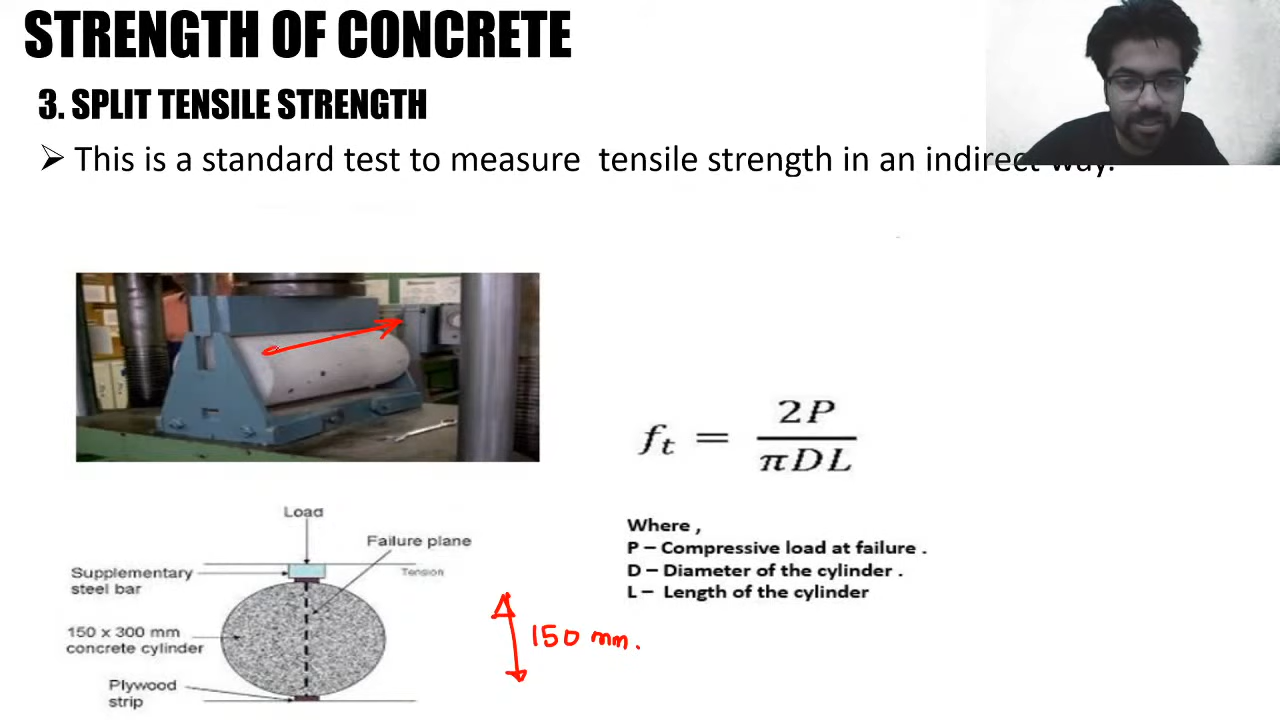 STRENGTH OF CONCRETE
3. SPLIT TENSILE STRENGTH
➢ This is a standard test to measure tensile strength in an indirect way.
f_t = 2P / πDL
Where ,
P – Compressive load at failure .
D – Diameter of the cylinder .
L – Length of the cylinder
Load
Failure plane
Tension
Supplementary
steel bar
150 x 300 mm
concrete cylinder
Plywood
strip
150 mm.